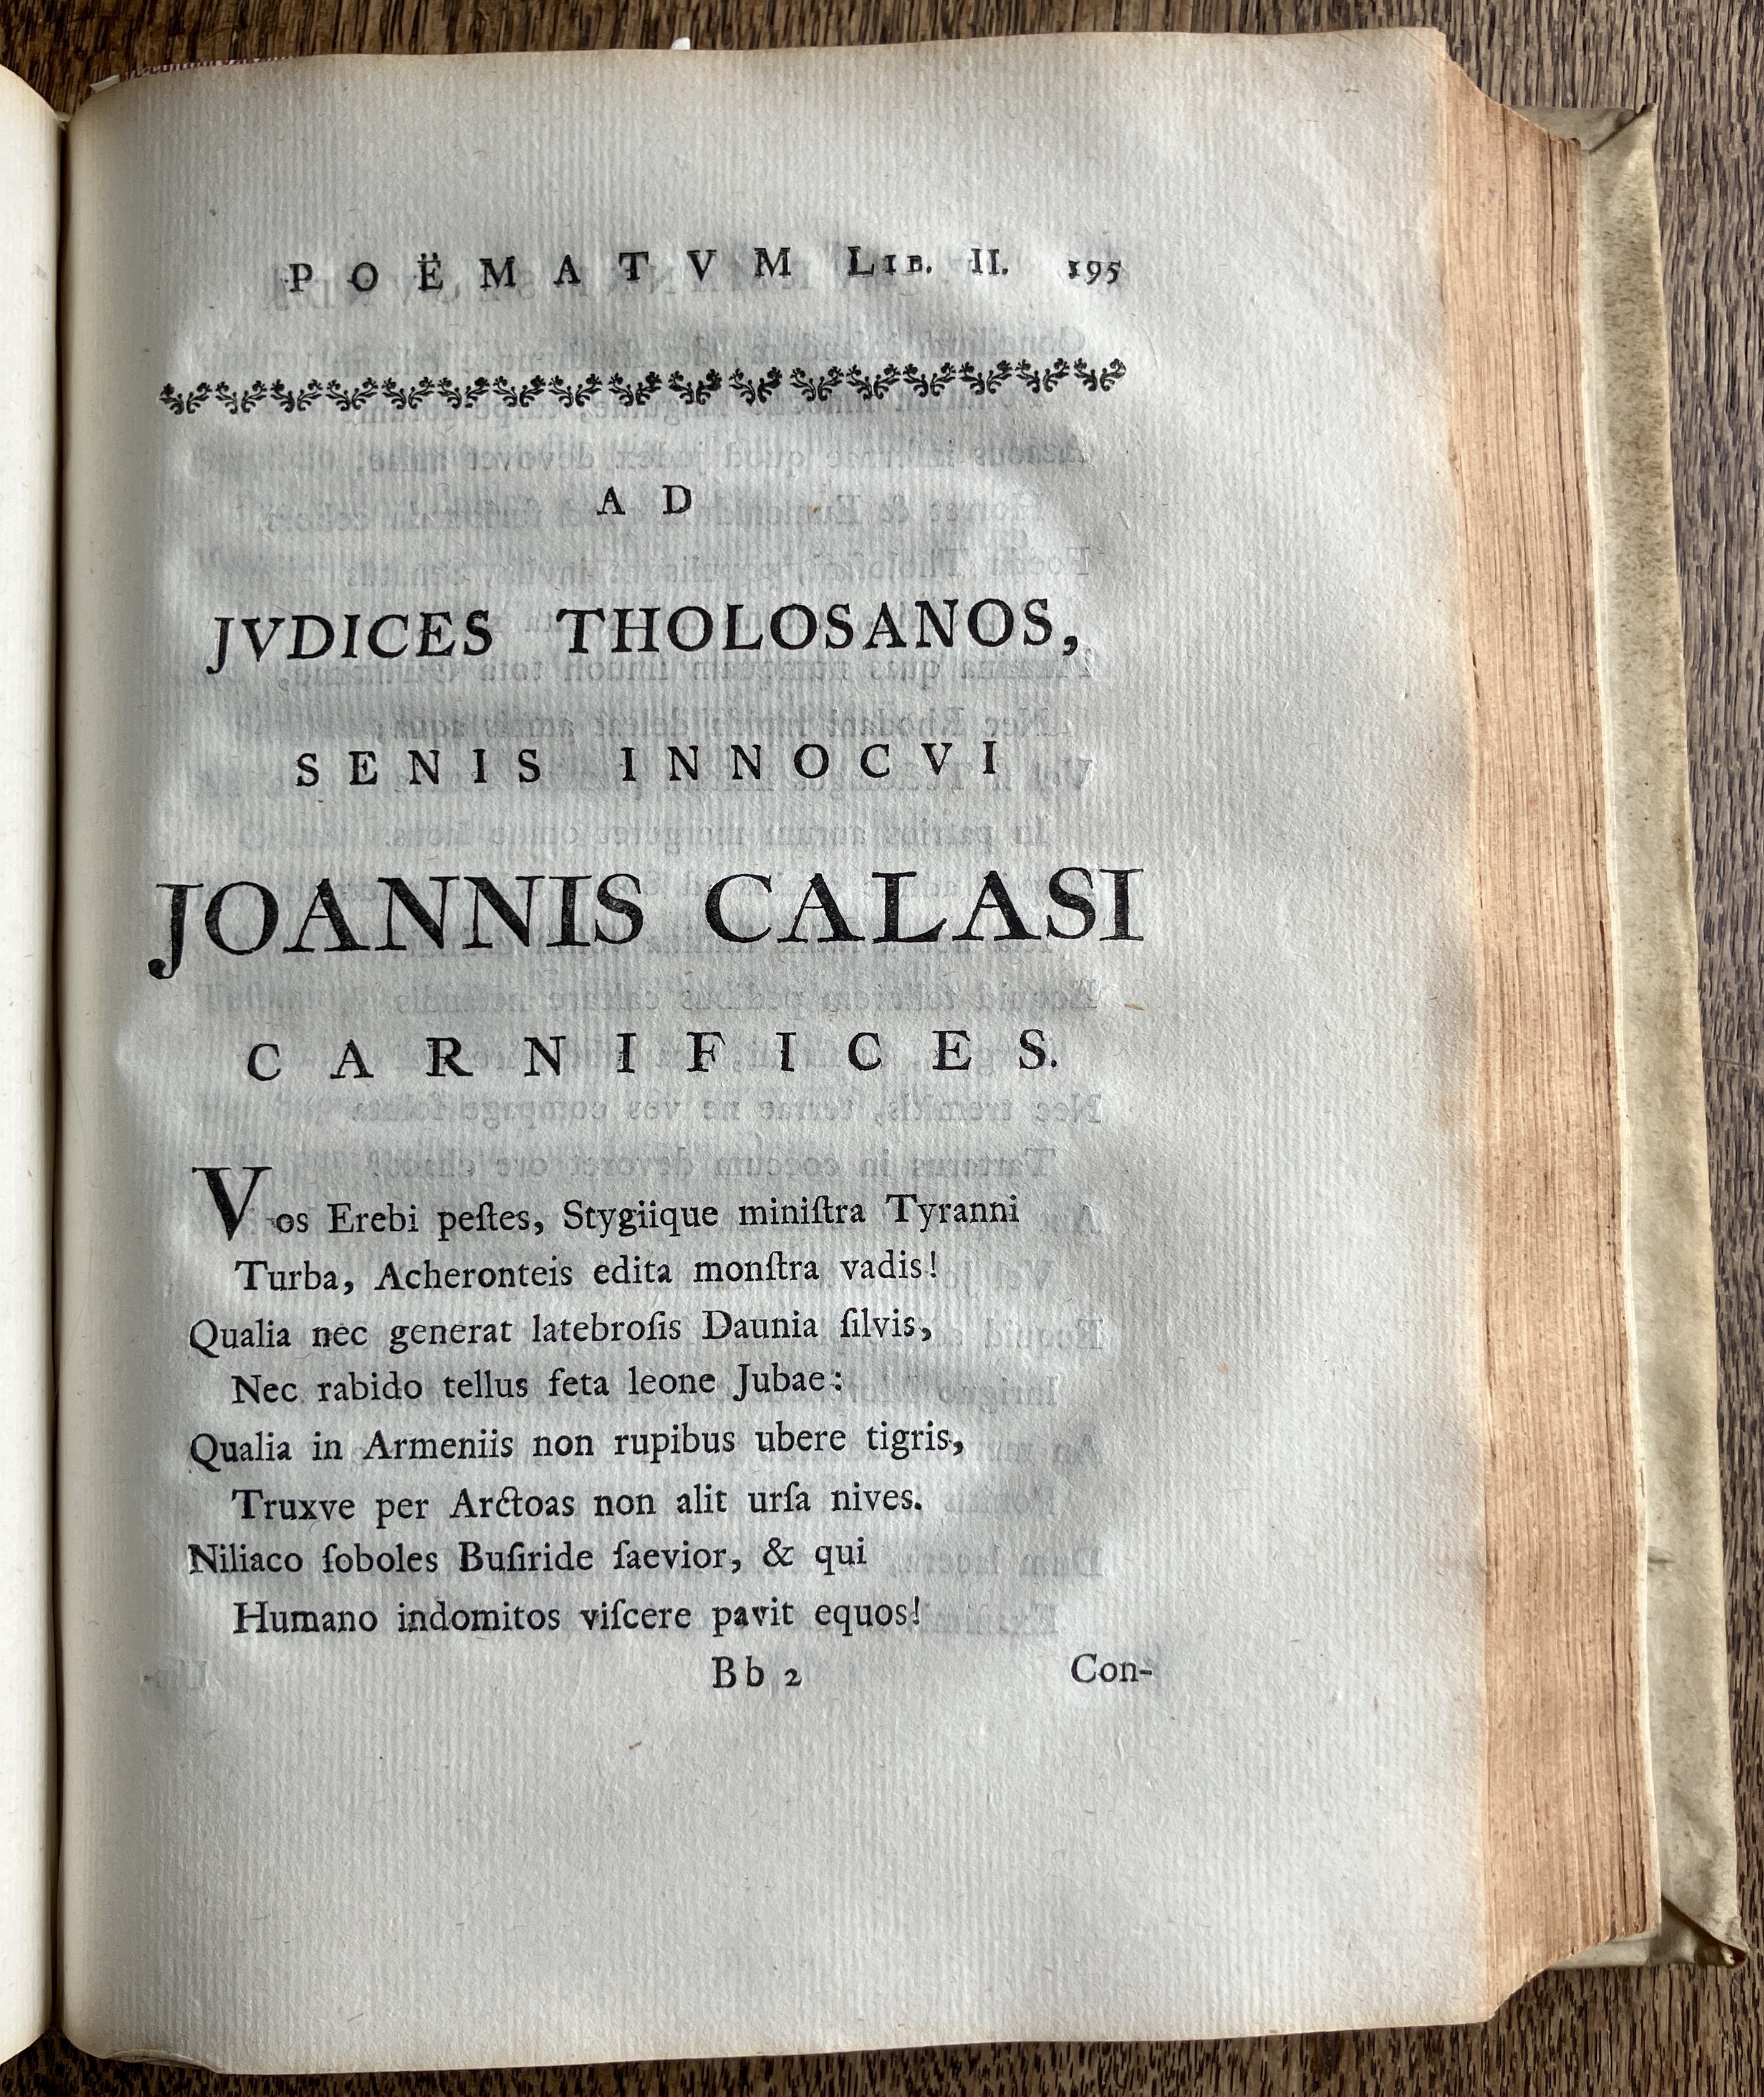 POËMATVM LIB. II. 195
AD
JVDICES THOLOSANOS,
SENIS INNOCVI
JOANNIS CALASI
CARNIFICES.
Vos Erebi peſtes, Stygiique miniſtra Tyranni
Turba, Acheronteis edita monſtra vadis!
Qualia nec generat latebroſis Daunia ſilvis,
Nec rabido tellus feta leone Jubae:
Qualia in Armeniis non rupibus ubere tigris,
Truxve per Arctoas non alit urſa nives.
Niliaco ſoboles Buſiride ſaevior, & qui
Humano indomitos viſcere pavit equos!
Bb 2 Con-